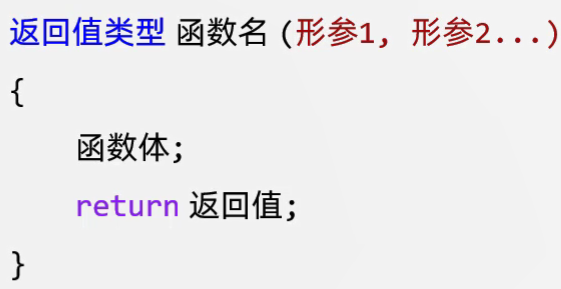 返回值类型 函数名 (形参1, 形参2...)
{
函数体;
return 返回值;
}